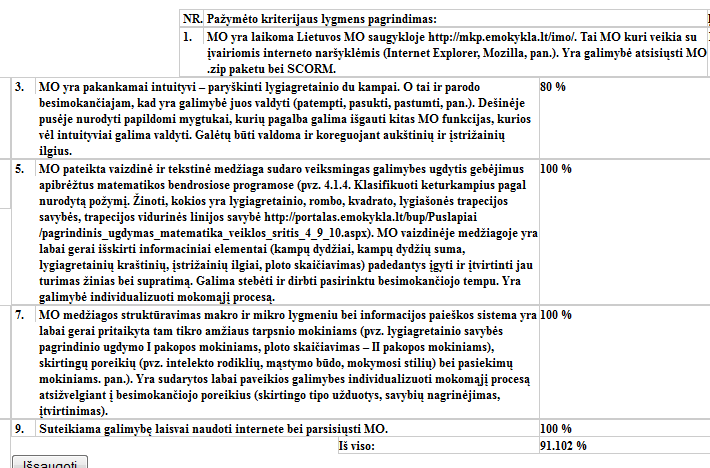 NR. Pažymėto kriterijaus lygmens pagrindimas:
1. MO yra laikoma Lietuvos MO saugykloje http://mkp.emokykla.lt/imo/. Tai MO kuri veikia su
įvairiomis interneto naršyklėmis (Internet Explorer, Mozilla, pan.). Yra galimybė atsisiųsti MO
.zip paketu bei SCORM.
3. MO yra pakankamai intuityvi – paryškinti lygiagretainio du kampai. O tai ir parodo 80 %
besimokančiajam, kad yra galimybė juos valdyti (patempti, pasukti, pastumti, pan.). Dešinėje
pusėje nurodyti papildomi mygtukai, kurių pagalba galima išgauti kitas MO funkcijas, kurios
vėl intuityviai galima valdyti. Galėtų būti valdoma ir koreguojant aukštinių ir įstrižainių
ilgius.
5. MO pateikta vaizdinė ir tekstinė medžiaga sudaro veiksmingas galimybes ugdytis gebėjimus 100 %
apibrėžtus matematikos bendrosiose programose (pvz. 4.1.4. Klasifikuoti keturkampius pagal
nurodytą požymį. Žinoti, kokios yra lygiagretainio, rombo, kvadrato, lygiašonės trapecijos
savybės, trapecijos vidurinės linijos savybė http://portalas.emokykla.lt/bup/Puslapiai
/pagrindinis_ugdymas_matematika_veiklos_sritis_4_9_10.aspx). MO vaizdinėje medžiagoje yra
labai gerai išskirti informaciniai elementai (kampų dydžiai, kampų dydžių suma,
lygiagretainių kraštinių, įstrižainių ilgiai, ploto skaičiavimas) padedantys įgyti ir įtvirtinti jau
turimas žinias bei supratimą. Galima stebėti ir dirbti pasirinktu besimokančiojo tempu. Yra
galimybė individualizuoti mokomąjį procesą.
7. MO medžiagos struktūravimas makro ir mikro lygmeniu bei informacijos paieškos sistema yra 100 %
labai gerai pritaikyta tam tikro amžiaus tarpsnio mokiniams (pvz. lygiagretainio savybės
pagrindinio ugdymo I pakopos mokiniams, ploto skaičiavimas – II pakopos mokiniams),
skirtingų poreikių (pvz. intelekto rodiklių, mąstymo būdo, mokymosi stilių) bei pasiekimų
mokiniams. pan.). Yra sudarytos labai paveikios galimybes individualizuoti mokomąjį procesą
atsižvelgiant į besimokančiojo poreikius (skirtingo tipo užduotys, savybių nagrinėjimas,
įtvirtinimas).
9. Suteikiama galimybę laisvai naudoti internete bei parsisiųsti MO. 100 %
Iš viso: 91.102 %
Išsaugoti